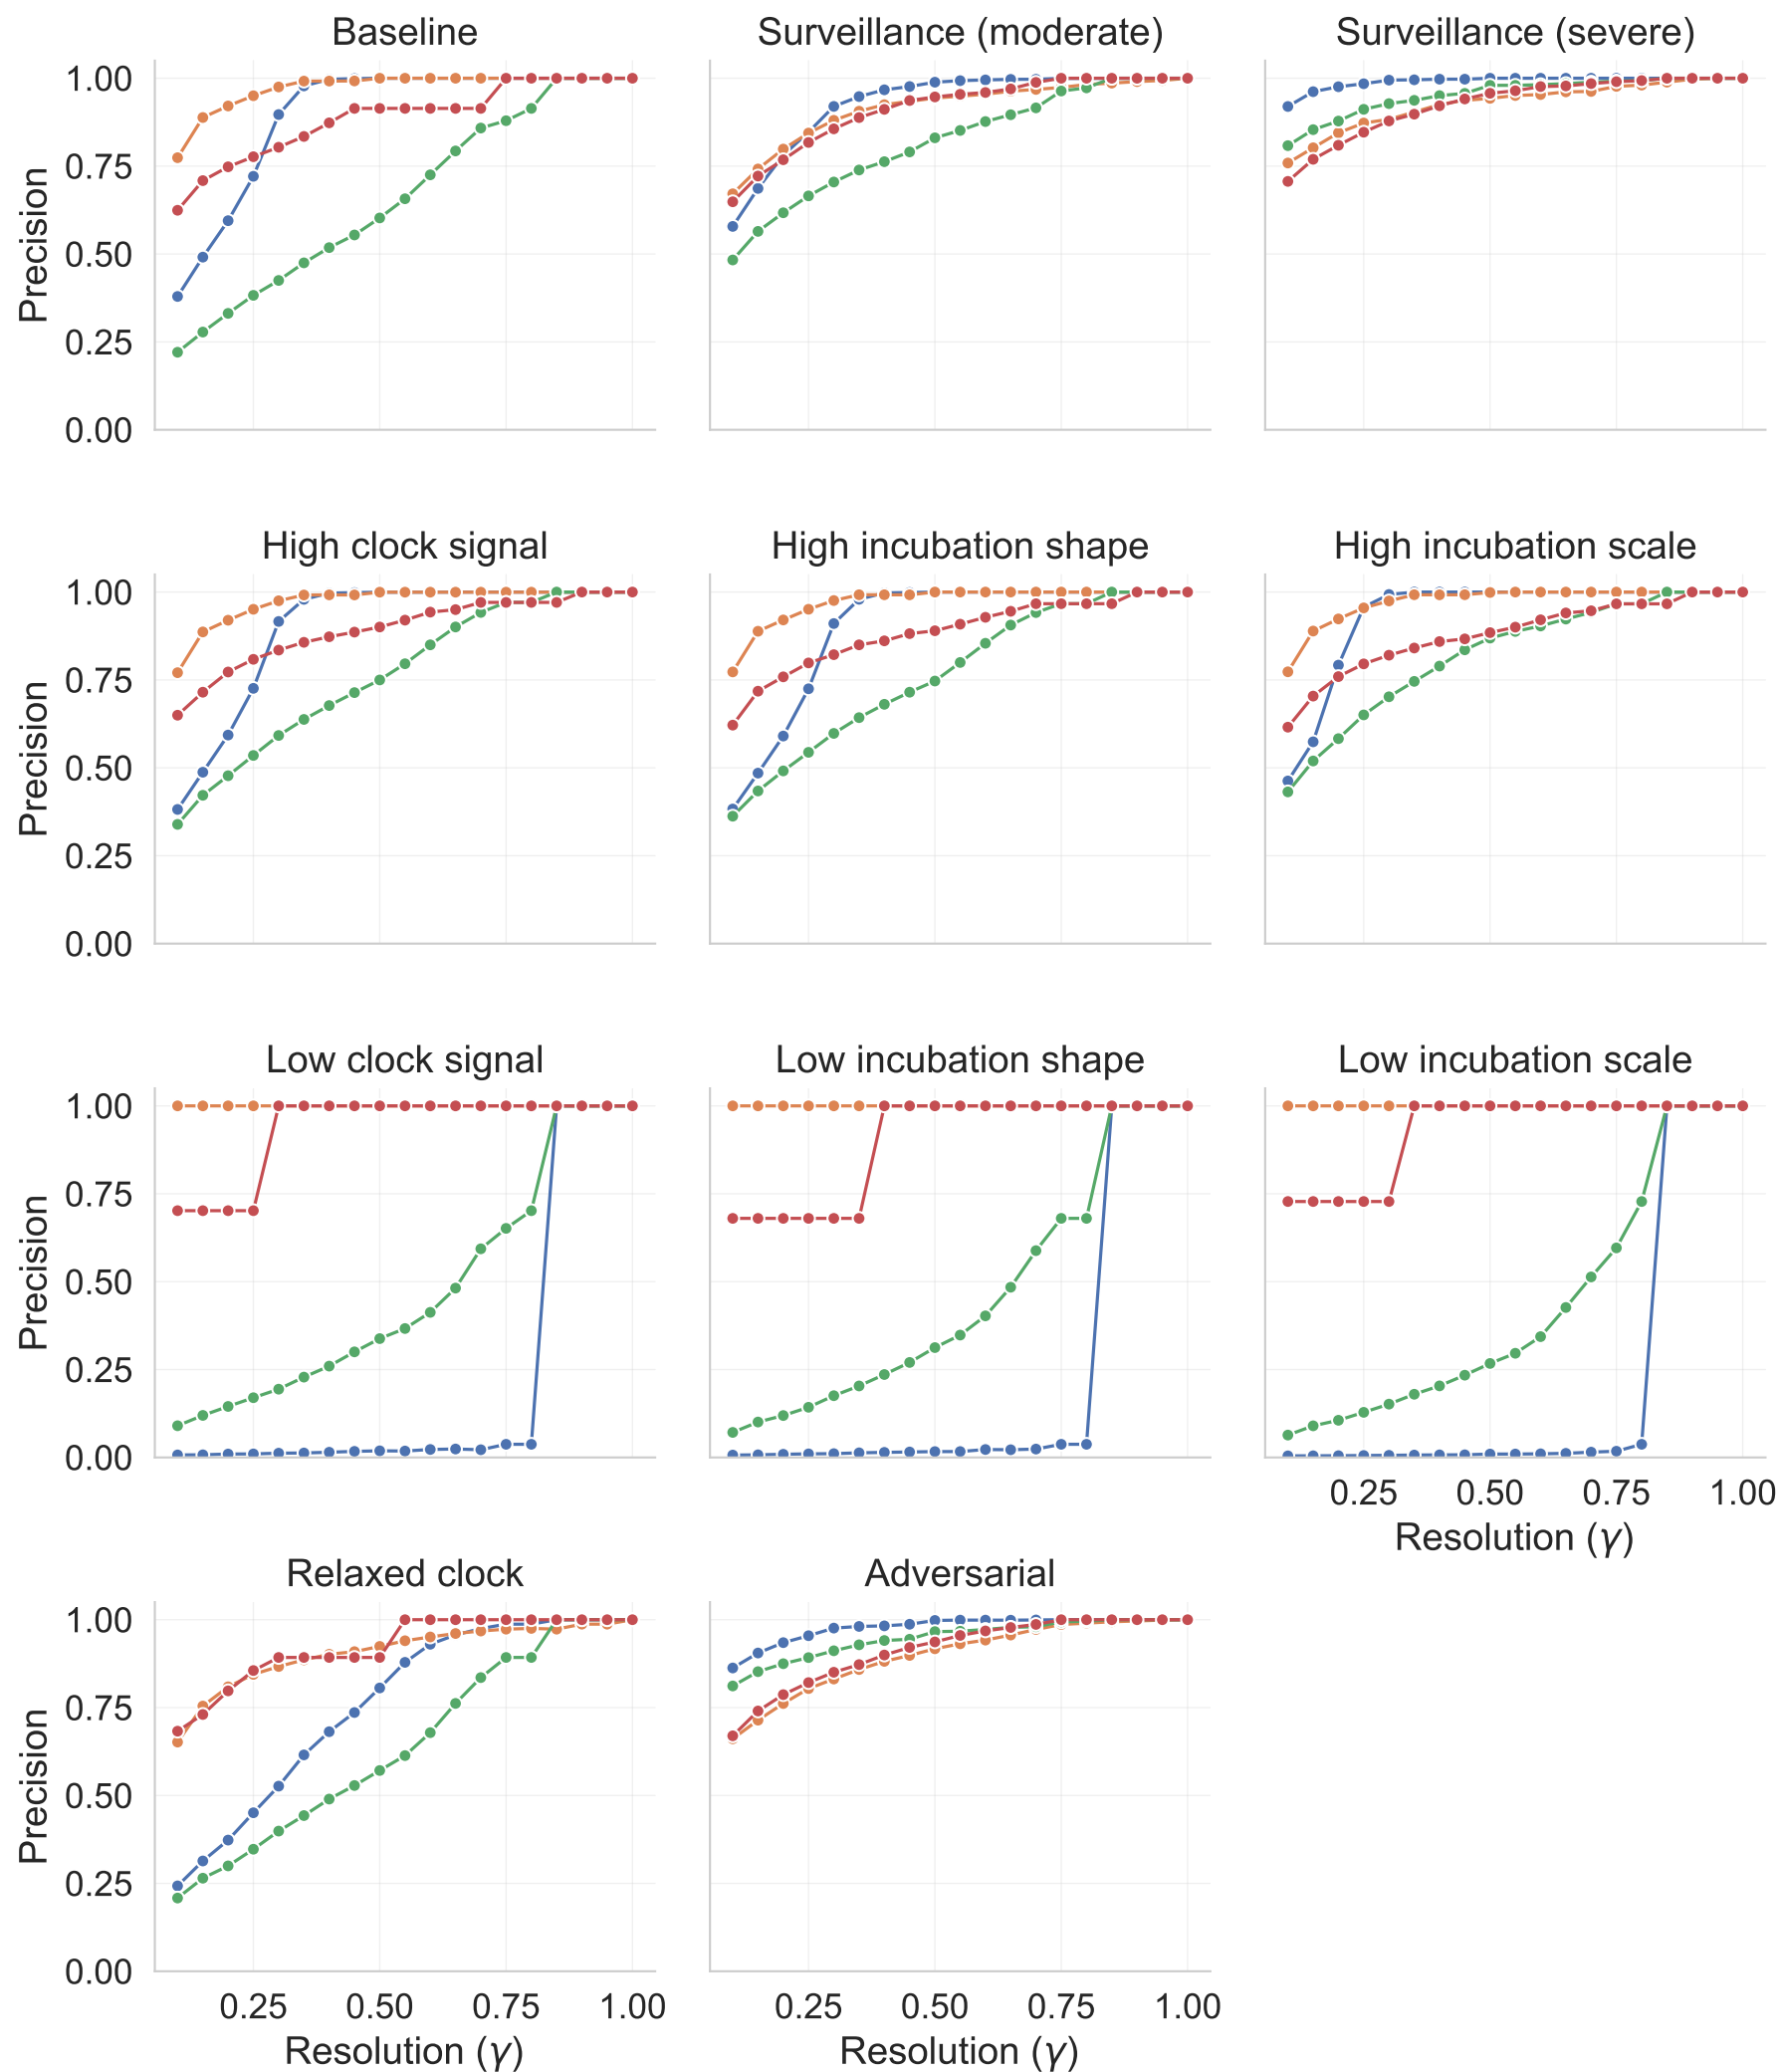 Baseline
Surveillance (moderate)
Surveillance (severe)
Precision
1.00
0.75
0.50
0.25
0.00
High clock signal
High incubation shape
High incubation scale
Precision
1.00
0.75
0.50
0.25
0.00
Low clock signal
Low incubation shape
Low incubation scale
Precision
1.00
0.75
0.50
0.25
0.00
0.25 0.50 0.75 1.00
Resolution (γ)
Relaxed clock
Adversarial
Precision
1.00
0.75
0.50
0.25
0.00
0.25 0.50 0.75 1.00
Resolution (γ)
0.25 0.50 0.75 1.00
Resolution (γ)